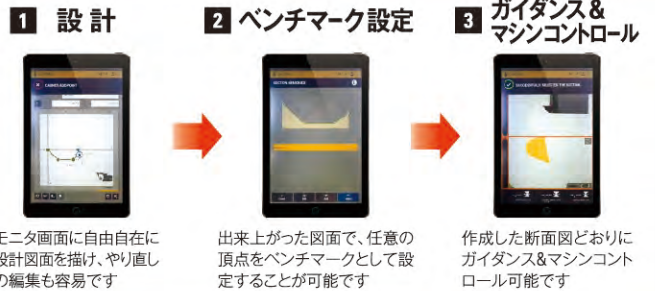 1 設計
2 ベンチマーク設定
3 ガイダンス&
マシンコントロール
SUCCESSFULLY SELECTED THE SECTION
モニタ画面に自由自在に
設計図面を描け、やり直し
の編集も容易です
出来上がった図面で、任意の
頂点をベンチマークとして設
定することが可能です
作成した断面図どおりに
ガイダンス&マシンコント
ロール可能です